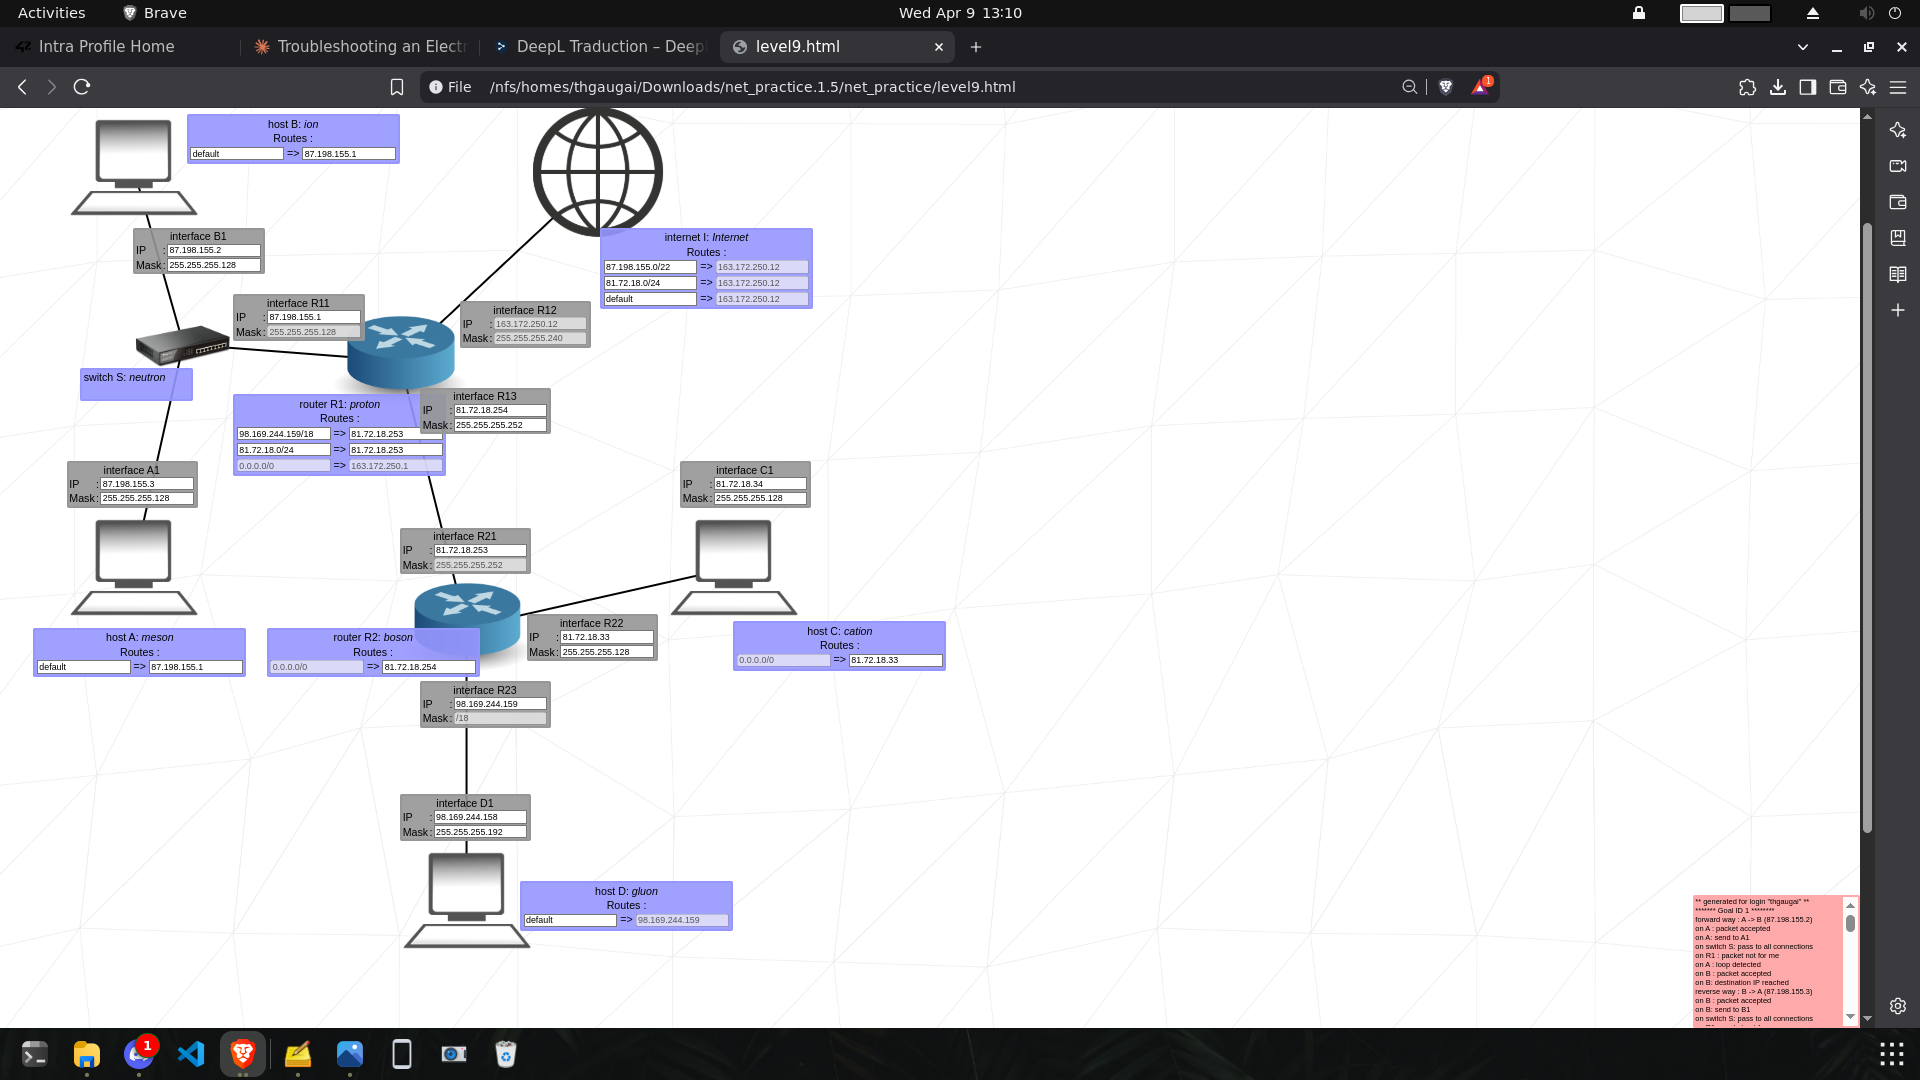 Activities
Brave
Wed Apr 9 13:10
Intra Profile Home
Troubleshooting an Electr
DeepL Traduction – Deep
level9.html
File /nfs/homes/thgaugai/Downloads/net_practice.1.5/net_practice/level9.html
1
host B: ion
Routes :
default => 87.198.155.1
interface B1
IP : 87.198.155.2
Mask : 255.255.255.128
internet I: Internet
Routes :
87.198.155.0/22 => 163.172.250.12
81.72.18.0/24 => 163.172.250.12
default => 163.172.250.12
interface R11
IP : 87.198.155.1
Mask : 255.255.255.128
interface R12
IP : 163.172.250.12
Mask : 255.255.255.240
switch S: neutron
interface R13
IP : 81.72.18.254
Mask : 255.255.255.252
router R1: proton
Routes :
98.169.244.159/18 => 81.72.18.253
81.72.18.0/24 => 81.72.18.253
0.0.0.0/0 => 163.172.250.1
interface A1
IP : 87.198.155.3
Mask : 255.255.255.128
interface C1
IP : 81.72.18.34
Mask : 255.255.255.128
interface R21
IP : 81.72.18.253
Mask : 255.255.255.252
interface R22
IP : 81.72.18.33
Mask : 255.255.255.128
host A: meson
Routes :
default => 87.198.155.1
router R2: boson
Routes :
0.0.0.0/0 => 81.72.18.254
host C: cation
Routes :
0.0.0.0/0 => 81.72.18.33
interface R23
IP : 98.169.244.159
Mask : /18
interface D1
IP : 98.169.244.158
Mask : 255.255.255.192
host D: gluon
Routes :
default => 98.169.244.159
** generated for login "thgaugai" **
******* Goal ID 1 ********
forward way : A -> B (87.198.155.2)
on A : packet accepted
on A: send to A1
on switch S: pass to all connections
on R1 : packet not for me
on A : loop detected
on B : packet accepted
on B: destination IP reached
reverse way : B -> A (87.198.155.3)
on B : packet accepted
on B: send to B1
on switch S: pass to all connections
1